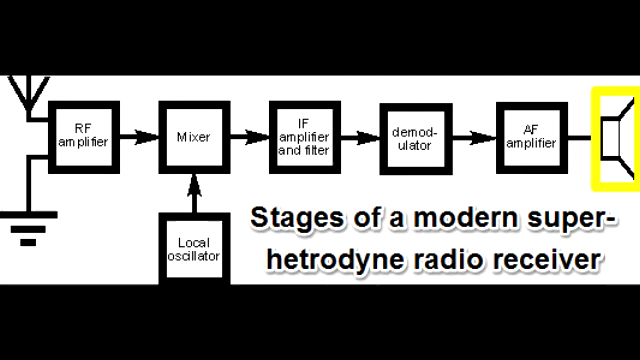 RF
amplifier
Mixer
IF
amplifier
and filter
demod-
ulator
AF
amplifier
Local
oscillator
Stages of a modern super-
hetrodyne radio receiver